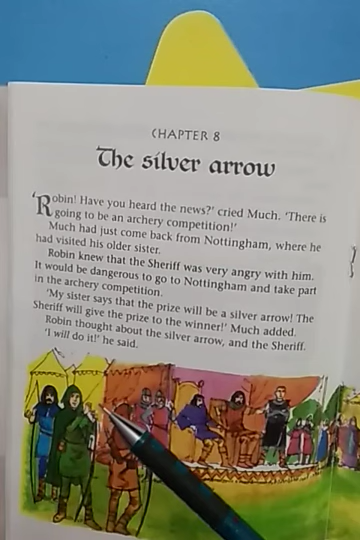 CHAPTER 8
The silver arrow
'Robin! Have you heard the news?' cried Much. 'There is
going to be an archery competition!'
Much had just come back from Nottingham, where he
had visited his older sister.
Robin knew that the Sheriff was very angry with him.
It would be dangerous to go to Nottingham and take part
in the archery competition.
'My sister says that the prize will be a silver arrow! The
Sheriff will give the prize to the winner!' Much added.
Robin thought about the silver arrow, and the Sheriff.
'I will do it!' he said.